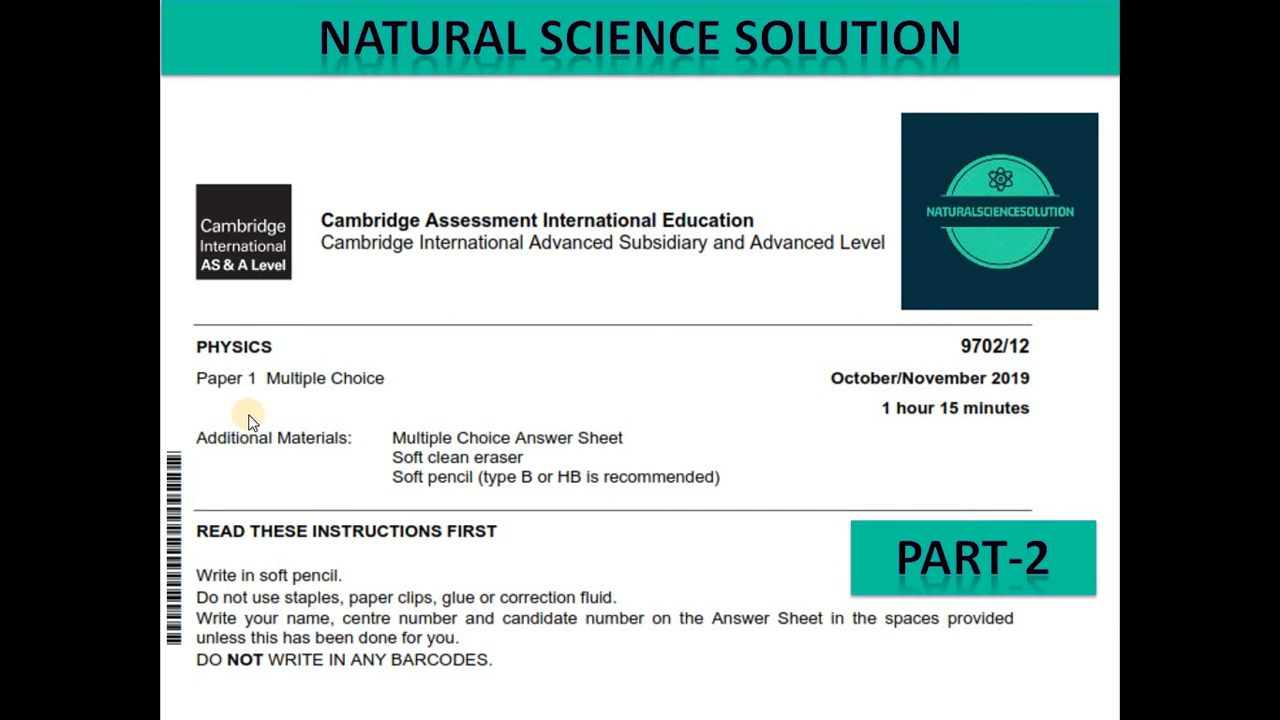 NATURAL SCIENCE SOLUTION
NATURALSCIENCESOLUTION
Cambridge
International
AS & A Level
Cambridge Assessment International Education
Cambridge International Advanced Subsidiary and Advanced Level
PHYSICS 9702/12
Paper 1 Multiple Choice October/November 2019
1 hour 15 minutes
Additional Materials: Multiple Choice Answer Sheet
Soft clean eraser
Soft pencil (type B or HB is recommended)
READ THESE INSTRUCTIONS FIRST
PART-2
Write in soft pencil.
Do not use staples, paper clips, glue or correction fluid.
Write your name, centre number and candidate number on the Answer Sheet in the spaces provided
unless this has been done for you.
DO NOT WRITE IN ANY BARCODES.